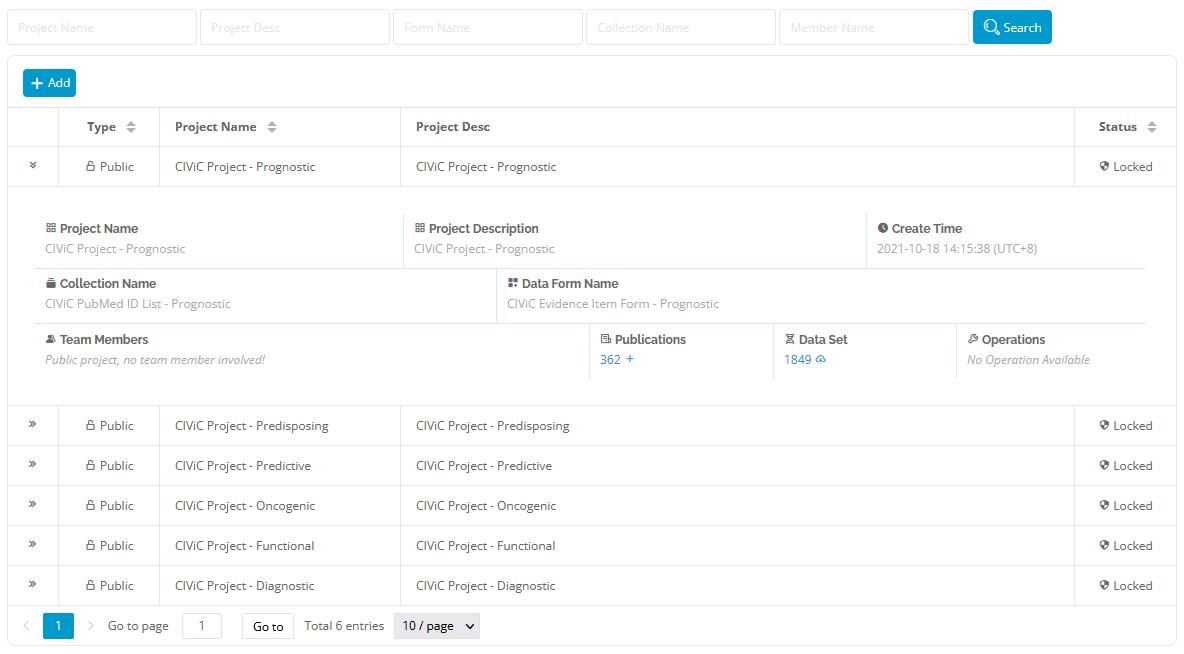 Project Name Project Desc Form Name Collection Name Member Name Search
Add
Type Project Name Project Desc Status
Public CIViC Project - Prognostic CIViC Project - Prognostic Locked
Project Name Project Description Create Time
CIViC Project - Prognostic CIViC Project - Prognostic 2021-10-18 14:15:38 (UTC+8)
Collection Name Data Form Name
CIViC PubMed ID List - Prognostic CIViC Evidence Item Form - Prognostic
Team Members Publications Data Set Operations
Public project, no team member involved! 362 + 1849 No Operation Available
Public CIViC Project - Predisposing CIViC Project - Predisposing Locked
Public CIViC Project - Predictive CIViC Project - Predictive Locked
Public CIViC Project - Oncogenic CIViC Project - Oncogenic Locked
Public CIViC Project - Functional CIViC Project - Functional Locked
Public CIViC Project - Diagnostic CIViC Project - Diagnostic Locked
1 Go to page 1 Go to Total 6 entries 10 / page